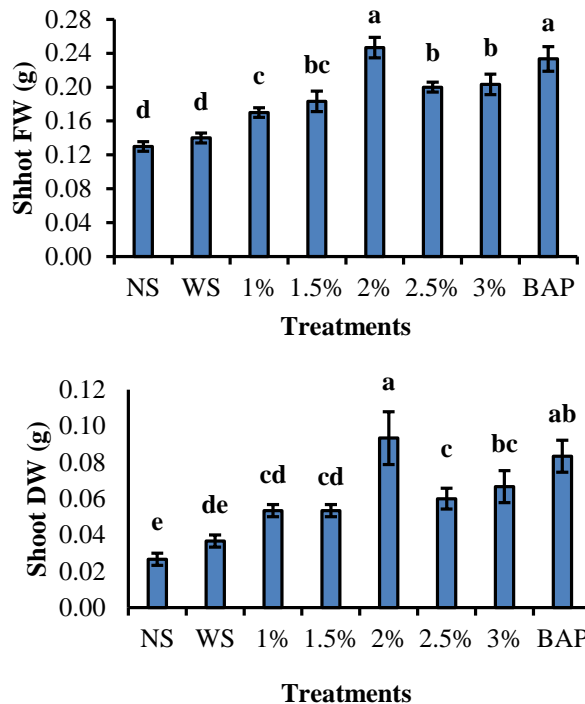 Shhot FW (g)
0.28
0.24
0.20
0.16
0.12
0.08
0.04
0.00
d
d
c
bc
a
b
b
a
NS WS 1% 1.5% 2% 2.5% 3% BAP
Treatments
Shoot DW (g)
0.12
0.10
0.08
0.06
0.04
0.02
0.00
e
de
cd
cd
a
c
bc
ab
NS WS 1% 1.5% 2% 2.5% 3% BAP
Treatments